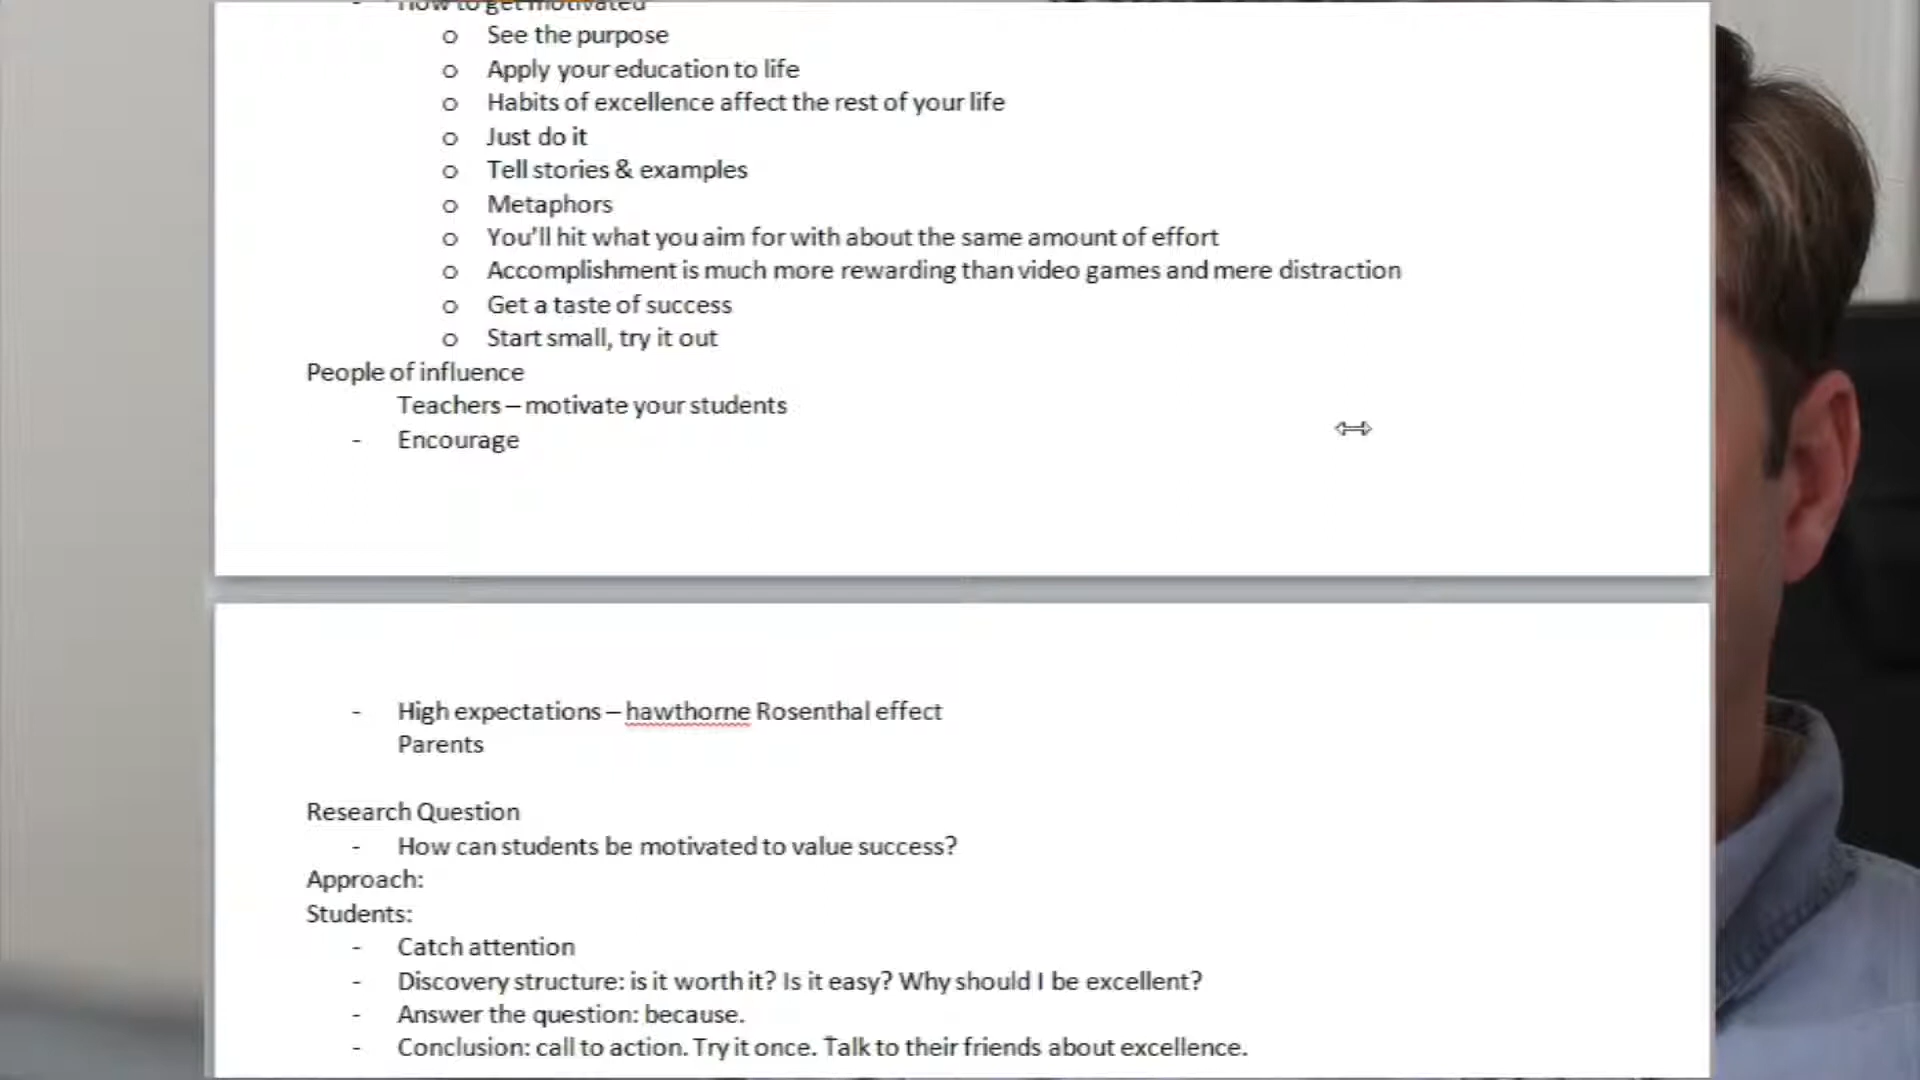 - How to get motivated
o See the purpose
o Apply your education to life
o Habits of excellence affect the rest of your life
o Just do it
o Tell stories & examples
o Metaphors
o You'll hit what you aim for with about the same amount of effort
o Accomplishment is much more rewarding than video games and mere distraction
o Get a taste of success
o Start small, try it out
People of influence
Teachers – motivate your students
- Encourage
- High expectations – hawthorne Rosenthal effect
Parents
Research Question
- How can students be motivated to value success?
Approach:
Students:
- Catch attention
- Discovery structure: is it worth it? Is it easy? Why should I be excellent?
- Answer the question: because.
- Conclusion: call to action. Try it once. Talk to their friends about excellence.